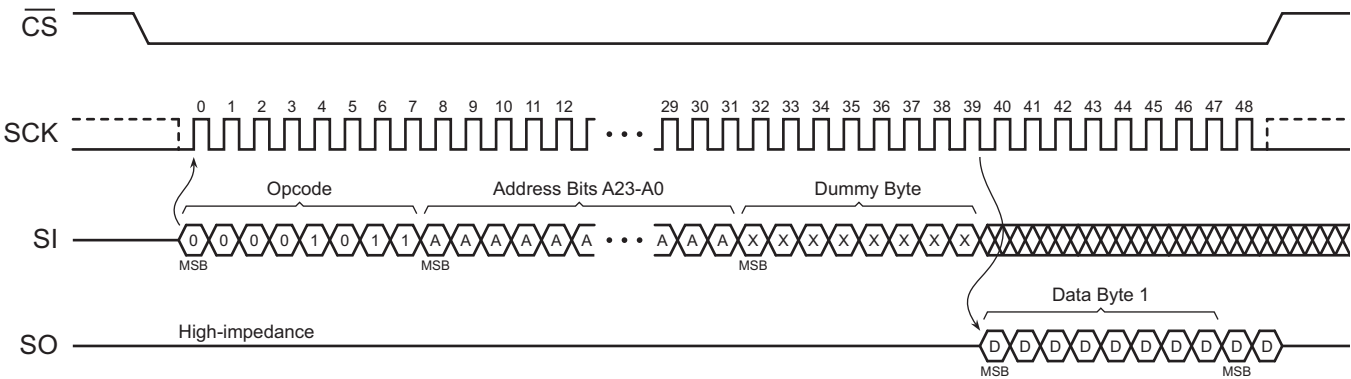 CS
0 1 2 3 4 5 6 7 8 9 10 11 12 29 30 31 32 33 34 35 36 37 38 39 40 41 42 43 44 45 46 47 48
SCK • • •
Opcode Address Bits A23-A0 Dummy Byte
SI 0 0 0 0 1 0 1 1 A A A A A A • • • A A A X X X X X X X X
MSB MSB MSB
Data Byte 1
High-impedance
SO D D D D D D D D D D
MSB MSB